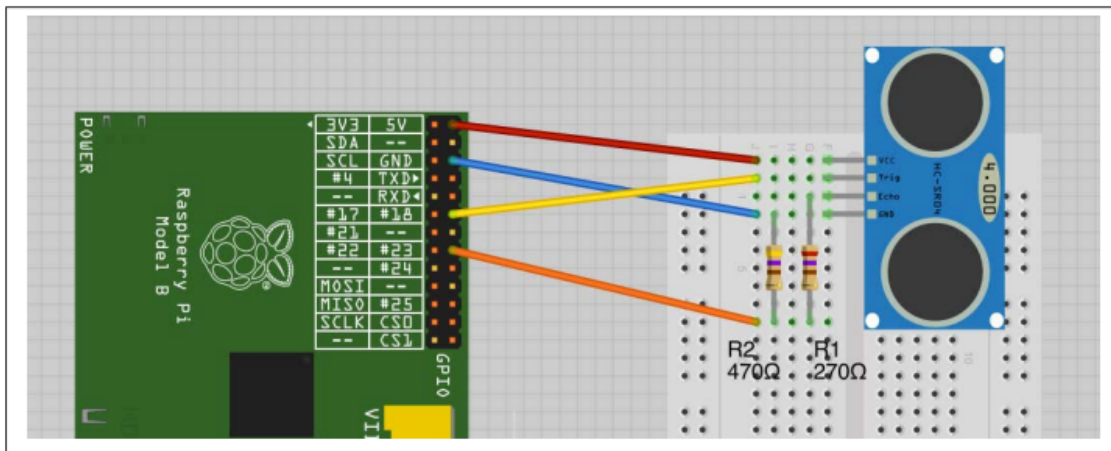 POWER
Raspberry Pi
Model B
3V3 5V
SDA --
SCL GND
#4 TXD▸
-- RXD◂
#17 #18
#21 --
#22 #23
-- #24
MOSI --
MISO #25
SCLK CS0
-- CS1
GPIO
R2
470Ω
R1
270Ω
VCC
Trig
Echo
GND
HC-SR04
4.000
10